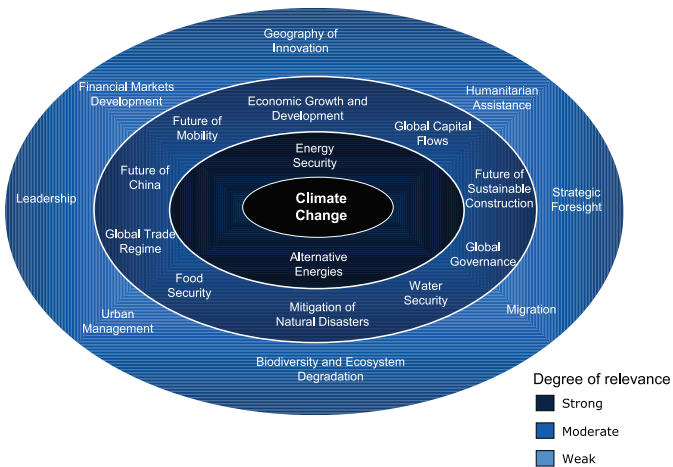 Geography of
Innovation
Financial Markets
Development
Humanitarian
Assistance
Economic Growth and
Development
Future of
Mobility
Global Capital
Flows
Energy
Security
Future of
China
Future of
Sustainable
Construction
Leadership
Climate
Change
Strategic
Foresight
Global Trade
Regime
Global
Governance
Alternative
Energies
Food
Security
Water
Security
Mitigation of
Natural Disasters
Urban
Management
Migration
Biodiversity and Ecosystem
Degradation
Degree of relevance
Strong
Moderate
Weak